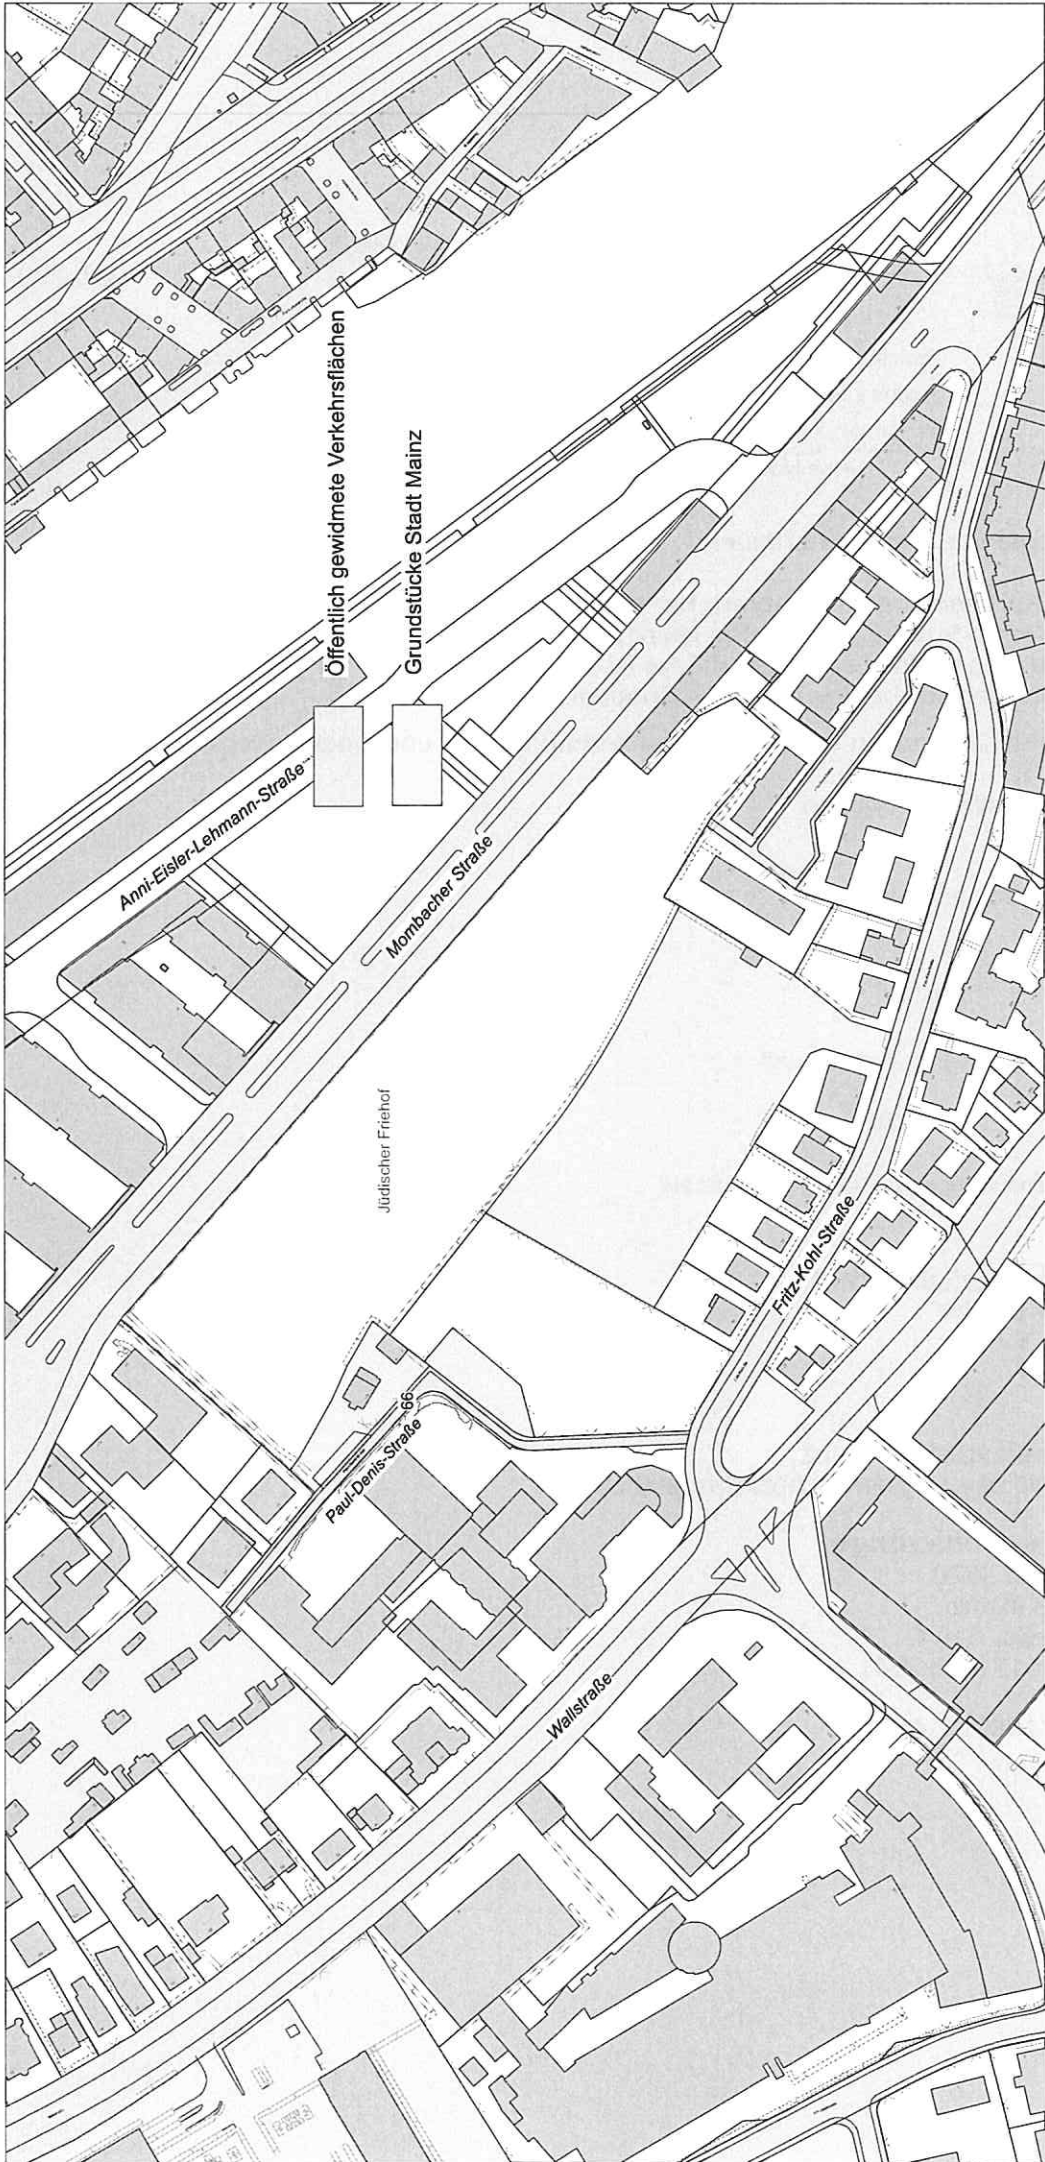 Öffentlich gewidmete Verkehrsflächen
Grundstücke Stadt Mainz
Anni-Eisler-Lehmann-Straße
Mombacher Straße
Jüdischer Friehof
66
Paul-Denis-Straße
Fritz-Kohl-Straße
Wallstraße